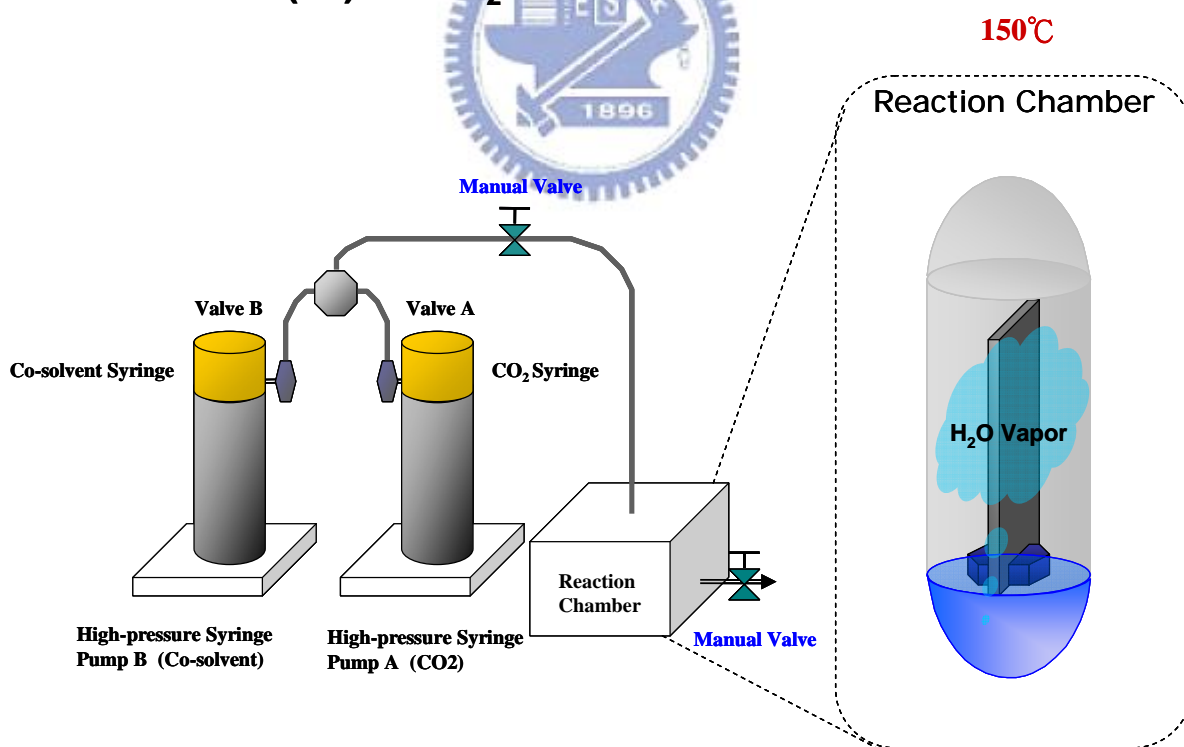 150℃
Reaction Chamber
1896
Manual Valve
Valve B
Valve A
Co-solvent Syringe
CO₂ Syringe
H₂O Vapor
Reaction
Chamber
Manual Valve
High-pressure Syringe
Pump B (Co-solvent)
High-pressure Syringe
Pump A (CO2)